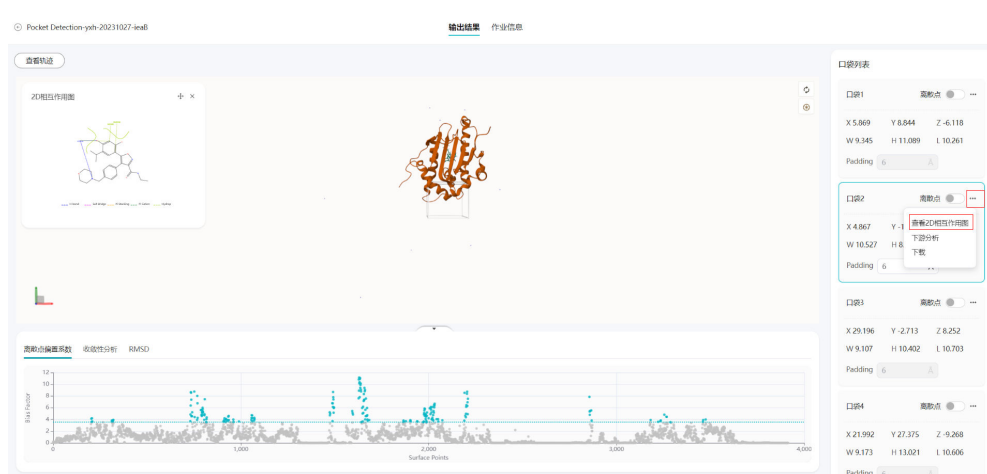 Pocket Detection-yxh-20231027-iea8
输出结果 作业信息
查看轨迹
2D相互作用图
离散点偏置系数 收敛性分析 RMSD
Bias Factor
12
10
8
6
4
2
0
0 1,000 2,000 3,000 4,000
Surface Points
口袋列表
口袋1 离散点
X 5.869 Y 8.844 Z -6.118
W 9.345 H 11.089 L 10.261
Padding 6 Å
口袋2 离散点
查看2D相互作用图
下游分析
下载
X 4.867 Y -1
W 10.527 H 8.
Padding 6
口袋3 离散点
X 29.196 Y -2.713 Z 8.252
W 9.107 H 10.402 L 10.703
Padding 6 Å
口袋4 离散点
X 21.992 Y 27.375 Z -9.268
W 9.173 H 13.021 L 10.606
Padding 6